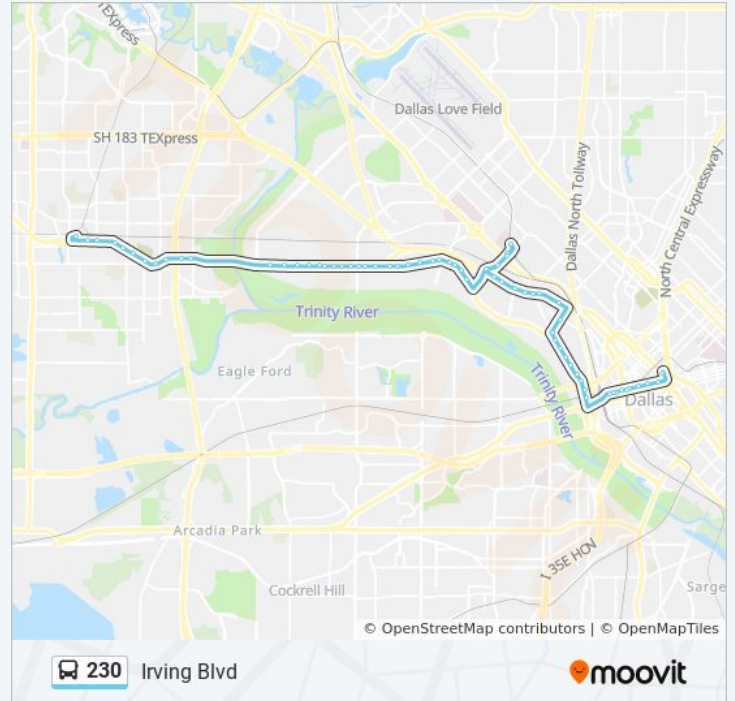 TEXpress
Dallas Love Field
SH 183 TEXpress
Dallas North Tollway
North Central Expressway
Trinity River
Eagle Ford
Trinity River
Dallas
Arcadia Park
I 35E HOV
Cockrell Hill
Sarge
© OpenStreetMap contributors | © OpenMapTiles
230 Irving Blvd
moovit